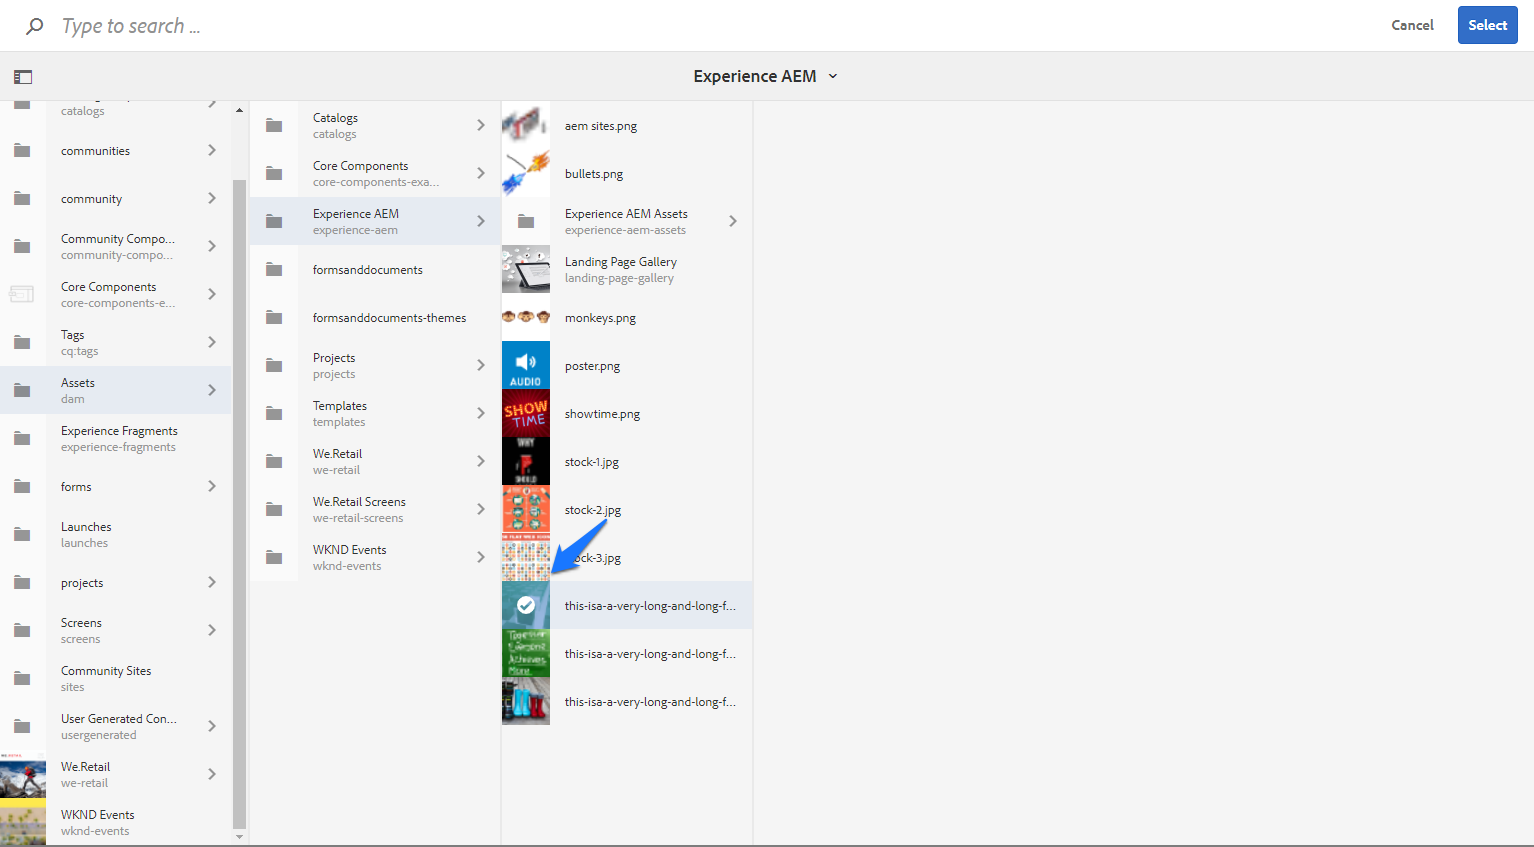 Type to search ...
Cancel
Select
Experience AEM
catalogs
communities
community
Community Compo...
community-compo...
Core Components
core-components-e...
Tags
cq:tags
Assets
dam
Experience Fragments
experience-fragments
forms
Launches
launches
projects
Screens
screens
Community Sites
sites
User Generated Con...
usergenerated
We.Retail
we-retail
WKND Events
wknd-events
Catalogs
catalogs
Core Components
core-components-exa...
Experience AEM
experience-aem
formsanddocuments
formsanddocuments-themes
Projects
projects
Templates
templates
We.Retail
we-retail
We.Retail Screens
we-retail-screens
WKND Events
wknd-events
aem sites.png
bullets.png
Experience AEM Assets
experience-aem-assets
Landing Page Gallery
landing-page-gallery
monkeys.png
AUDIO
poster.png
SHOW
TIME
showtime.png
WHY
SHOULD
stock-1.jpg
stock-2.jpg
ock-3.jpg
this-isa-a-very-long-and-long-f...
Together
Everyone
Achieves
More
this-isa-a-very-long-and-long-f...
this-isa-a-very-long-and-long-f...